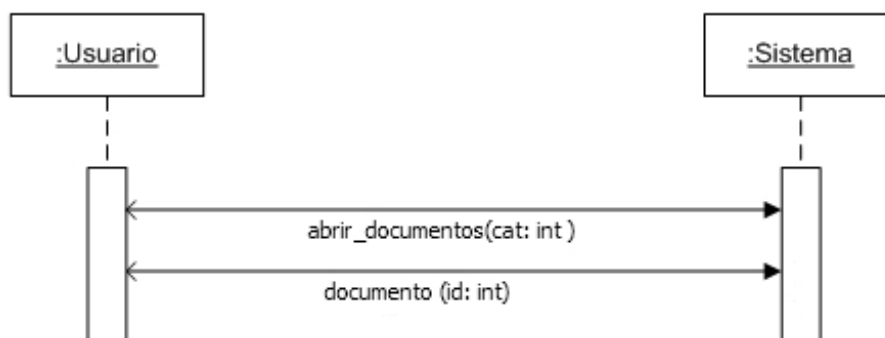 :Usuario
:Sistema
abrir_documentos(cat: int )
documento (id: int)